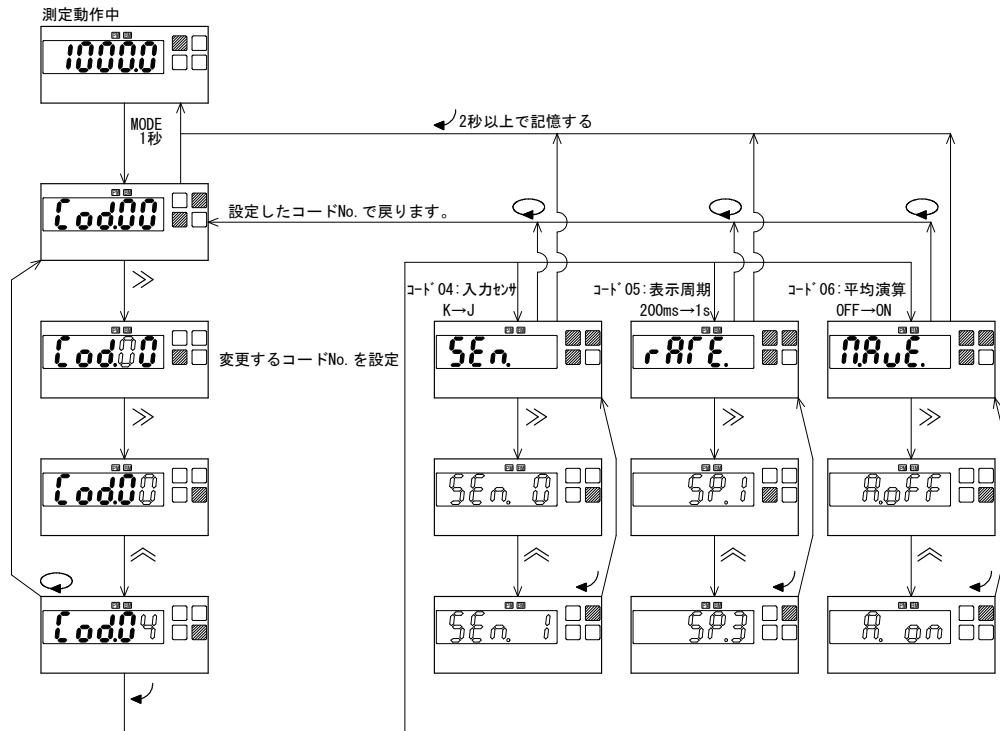 測定動作中
1000.0
MODE
1秒
2秒以上で記憶する
Cod.00
設定したコードNo. で戻ります。
コード04:入力センサ
K→J
コード05:表示周期
200ms→1s
コード06:平均演算
OFF→ON
Cod.00
変更するコードNo. を設定
SEn.
rATE.
n.AuE.
Cod.00
SEn. 0
SP.1
A.oFF
Cod.04
SEn. 1
SP.3
A. on